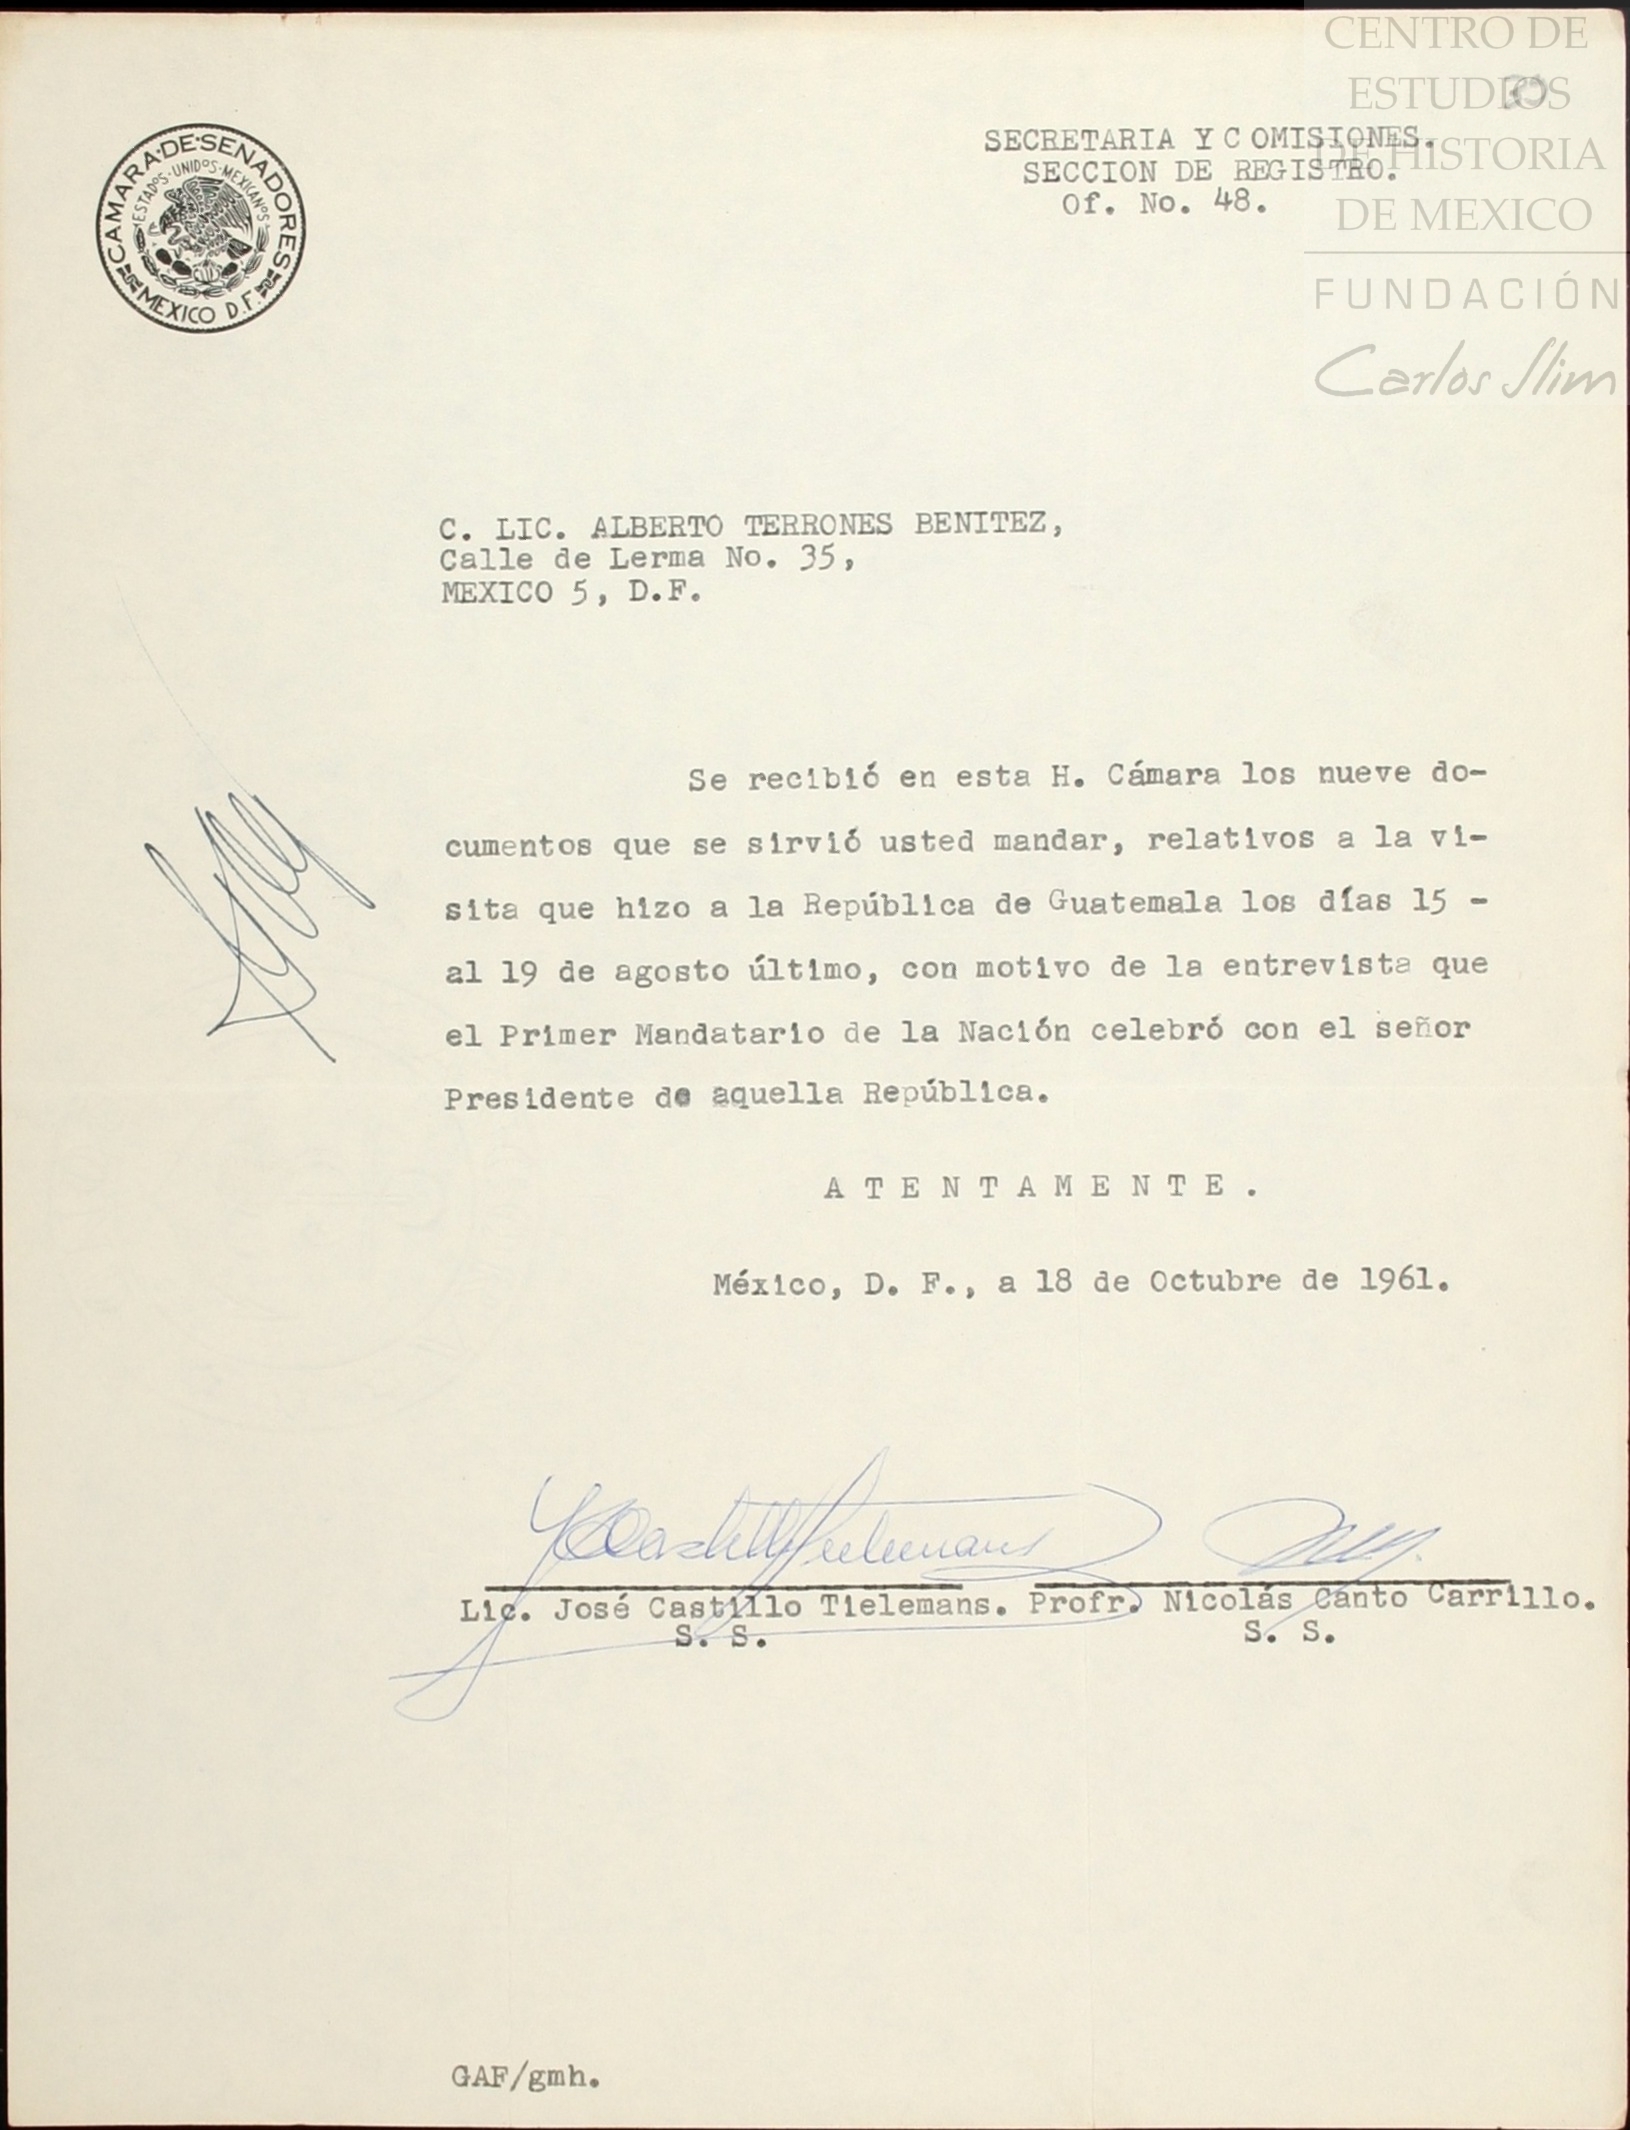 CENTRO DE
ESTUDIOS
DE HISTORIA
DE MEXICO
FUNDACIÓN
Carlos Slim
CAMARA·DE·SENADORES
ESTADOS·UNIDOS·MEXICANOS
MEXICO D.F.
SECRETARIA Y COMISIONES.
SECCION DE REGISTRO.
Of. No. 48.
C. LIC. ALBERTO TERRONES BENITEZ,
Calle de Lerma No. 35,
MEXICO 5, D.F.
Se recibió en esta H. Cámara los nueve do-
cumentos que se sirvió usted mandar, relativos a la vi-
sita que hizo a la República de Guatemala los días 15 -
al 19 de agosto último, con motivo de la entrevista que
el Primer Mandatario de la Nación celebró con el señor
Presidente de aquella República.
A T E N T A M E N T E .
México, D. F., a 18 de Octubre de 1961.
Lic. José Castillo Tielemans. Profr. Nicolás Canto Carrillo.
S. S. S. S.
GAF/gmh.